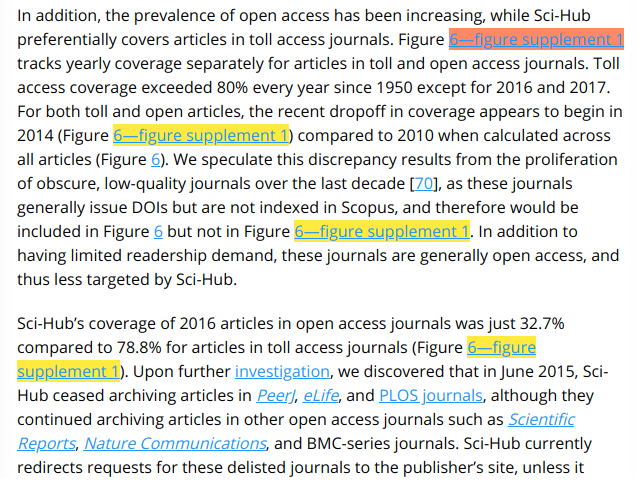 In addition, the prevalence of open access has been increasing, while Sci-Hub
preferentially covers articles in toll access journals. Figure 6—figure supplement 1
tracks yearly coverage separately for articles in toll and open access journals. Toll
access coverage exceeded 80% every year since 1950 except for 2016 and 2017.
For both toll and open articles, the recent dropoff in coverage appears to begin in
2014 (Figure 6—figure supplement 1) compared to 2010 when calculated across
all articles (Figure 6). We speculate this discrepancy results from the proliferation
of obscure, low-quality journals over the last decade [70], as these journals
generally issue DOIs but are not indexed in Scopus, and therefore would be
included in Figure 6 but not in Figure 6—figure supplement 1. In addition to
having limited readership demand, these journals are generally open access, and
thus less targeted by Sci-Hub.
Sci-Hub’s coverage of 2016 articles in open access journals was just 32.7%
compared to 78.8% for articles in toll access journals (Figure 6—figure
supplement 1). Upon further investigation, we discovered that in June 2015, Sci-
Hub ceased archiving articles in PeerJ, eLife, and PLOS journals, although they
continued archiving articles in other open access journals such as Scientific
Reports, Nature Communications, and BMC-series journals. Sci-Hub currently
redirects requests for these delisted journals to the publisher’s site, unless it